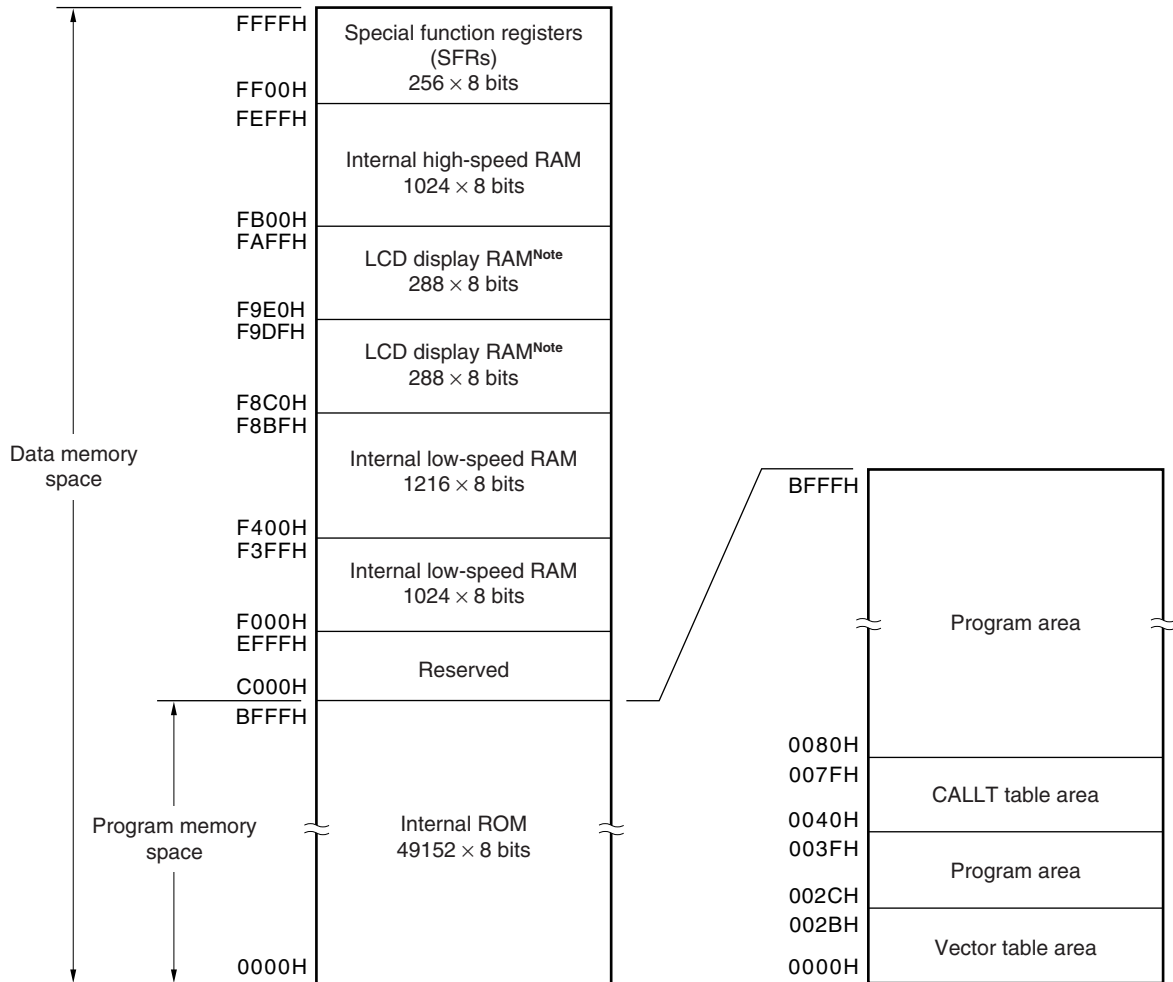 FFFFH
Special function registers
(SFRs)
256 × 8 bits
FF00H
FEFFH
Internal high-speed RAM
1024 × 8 bits
FB00H
FAFFH
LCD display RAMNote
288 × 8 bits
F9E0H
F9DFH
LCD display RAMNote
288 × 8 bits
F8C0H
F8BFH
Data memory
space
Internal low-speed RAM
1216 × 8 bits
F400H
F3FFH
Internal low-speed RAM
1024 × 8 bits
F000H
EFFFH
Reserved
C000H
BFFFH
Program memory
space
Internal ROM
49152 × 8 bits
0000H
BFFFH
Program area
0080H
007FH
CALLT table area
0040H
003FH
Program area
002CH
002BH
Vector table area
0000H